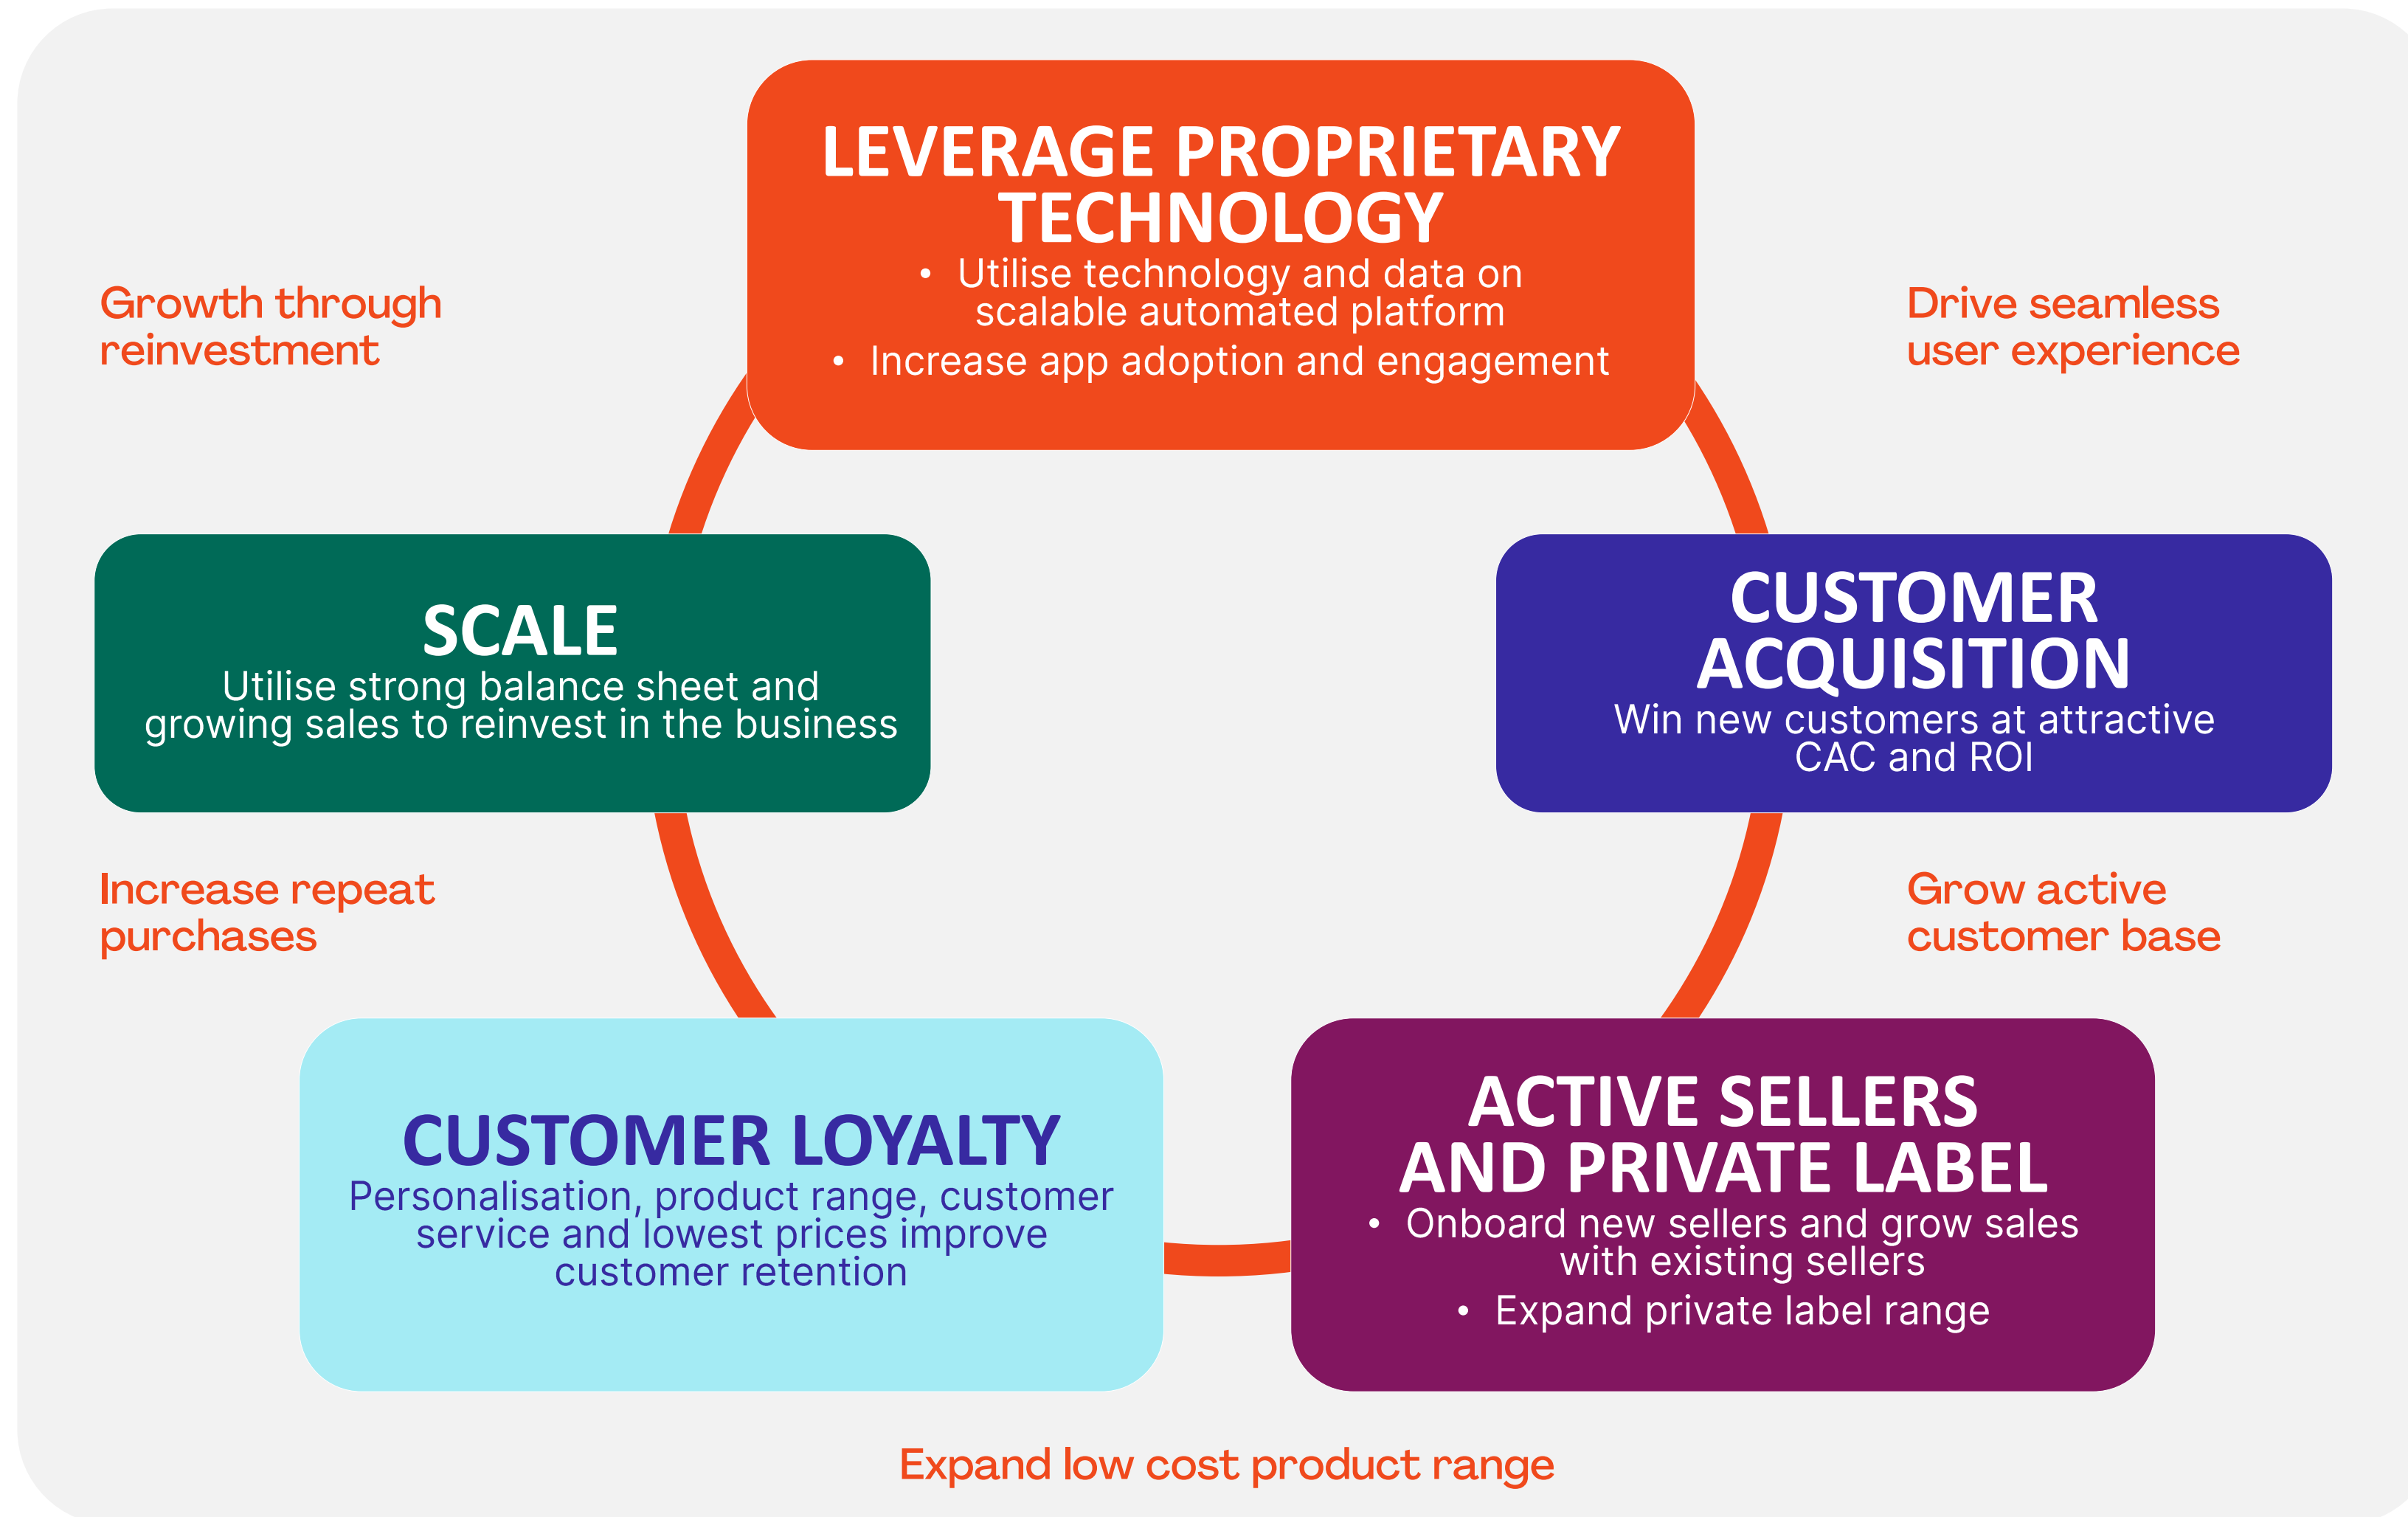 LEVERAGE PROPRIETARY
TECHNOLOGY
• Utilise technology and data on
scalable automated platform
• Increase app adoption and engagement
Growth through
reinvestment
Drive seamless
user experience
SCALE
Utilise strong balance sheet and
growing sales to reinvest in the business
CUSTOMER
ACQUISITION
Win new customers at attractive
CAC and ROI
Increase repeat
purchases
Grow active
customer base
CUSTOMER LOYALTY
Personalisation, product range, customer
service and lowest prices improve
customer retention
ACTIVE SELLERS
AND PRIVATE LABEL
• Onboard new sellers and grow sales
with existing sellers
• Expand private label range
Expand low cost product range